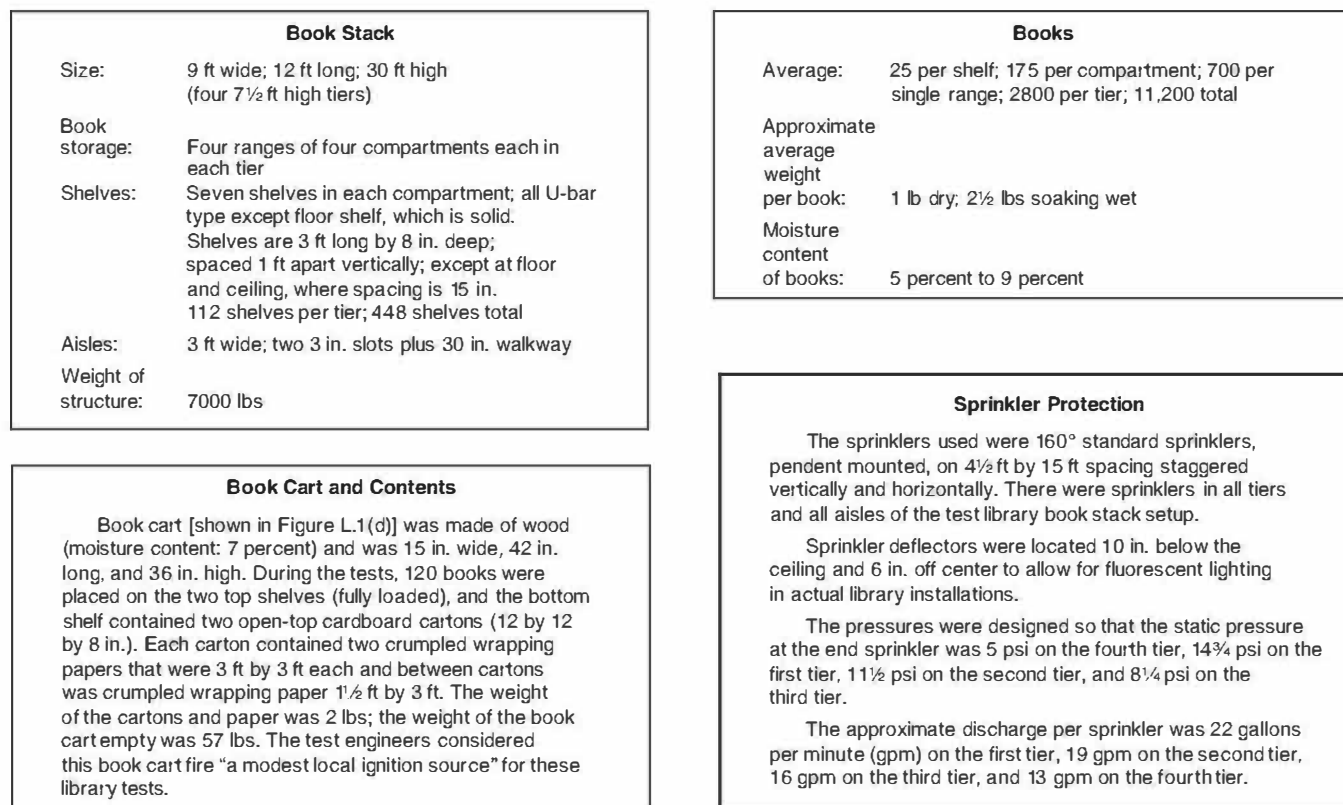 Book Stack
Size: 9 ft wide; 12 ft long; 30 ft high
(four 7½ ft high tiers)
Book
storage: Four ranges of four compartments each in
each tier
Shelves: Seven shelves in each compartment; all U-bar
type except floor shelf, which is solid.
Shelves are 3 ft long by 8 in. deep;
spaced 1 ft apart vertically; except at floor
and ceiling, where spacing is 15 in.
112 shelves per tier; 448 shelves total
Aisles: 3 ft wide; two 3 in. slots plus 30 in. walkway
Weight of
structure: 7000 lbs
Book Cart and Contents
Book cart [shown in Figure L.1(d)] was made of wood
(moisture content: 7 percent) and was 15 in. wide, 42 in.
long, and 36 in. high. During the tests, 120 books were
placed on the two top shelves (fully loaded), and the bottom
shelf contained two open-top cardboard cartons (12 by 12
by 8 in.). Each carton contained two crumpled wrapping
papers that were 3 ft by 3 ft each and between cartons
was crumpled wrapping paper 1½ ft by 3 ft. The weight
of the cartons and paper was 2 lbs; the weight of the book
cart empty was 57 lbs. The test engineers considered
this book cart fire "a modest local ignition source" for these
library tests.
Books
Average: 25 per shelf; 175 per compartment; 700 per
single range; 2800 per tier; 11,200 total
Approximate
average
weight
per book: 1 lb dry; 2½ lbs soaking wet
Moisture
content
of books: 5 percent to 9 percent
Sprinkler Protection
The sprinklers used were 160° standard sprinklers,
pendent mounted, on 4½ ft by 15 ft spacing staggered
vertically and horizontally. There were sprinklers in all tiers
and all aisles of the test library book stack setup.
Sprinkler deflectors were located 10 in. below the
ceiling and 6 in. off center to allow for fluorescent lighting
in actual library installations.
The pressures were designed so that the static pressure
at the end sprinkler was 5 psi on the fourth tier, 14¾ psi on the
first tier, 11½ psi on the second tier, and 8¼ psi on the
third tier.
The approximate discharge per sprinkler was 22 gallons
per minute (gpm) on the first tier, 19 gpm on the second tier,
16 gpm on the third tier, and 13 gpm on the fourth tier.